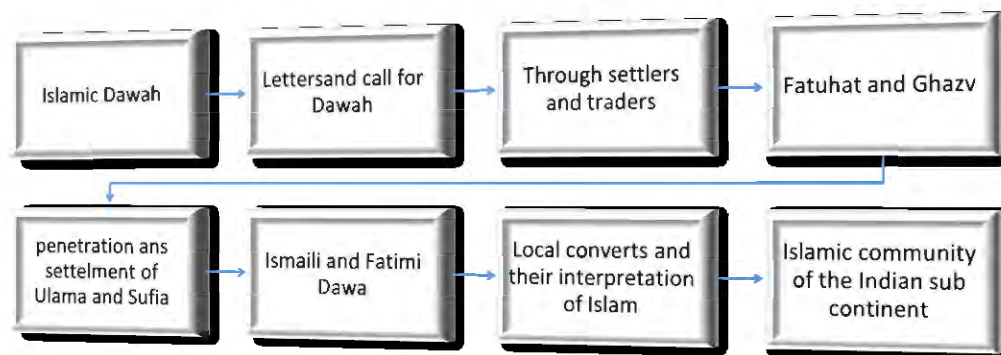 Islamic Dawah
Lettersand call for
Dawah
Through settlers
and traders
Fatuhat and Ghazv
penetration ans
settelment of
Ulama and Sufia
Ismaili and Fatimi
Dawa
Local converts and
their interpretation
of Islam
Islamic community
of the Indian sub
continent